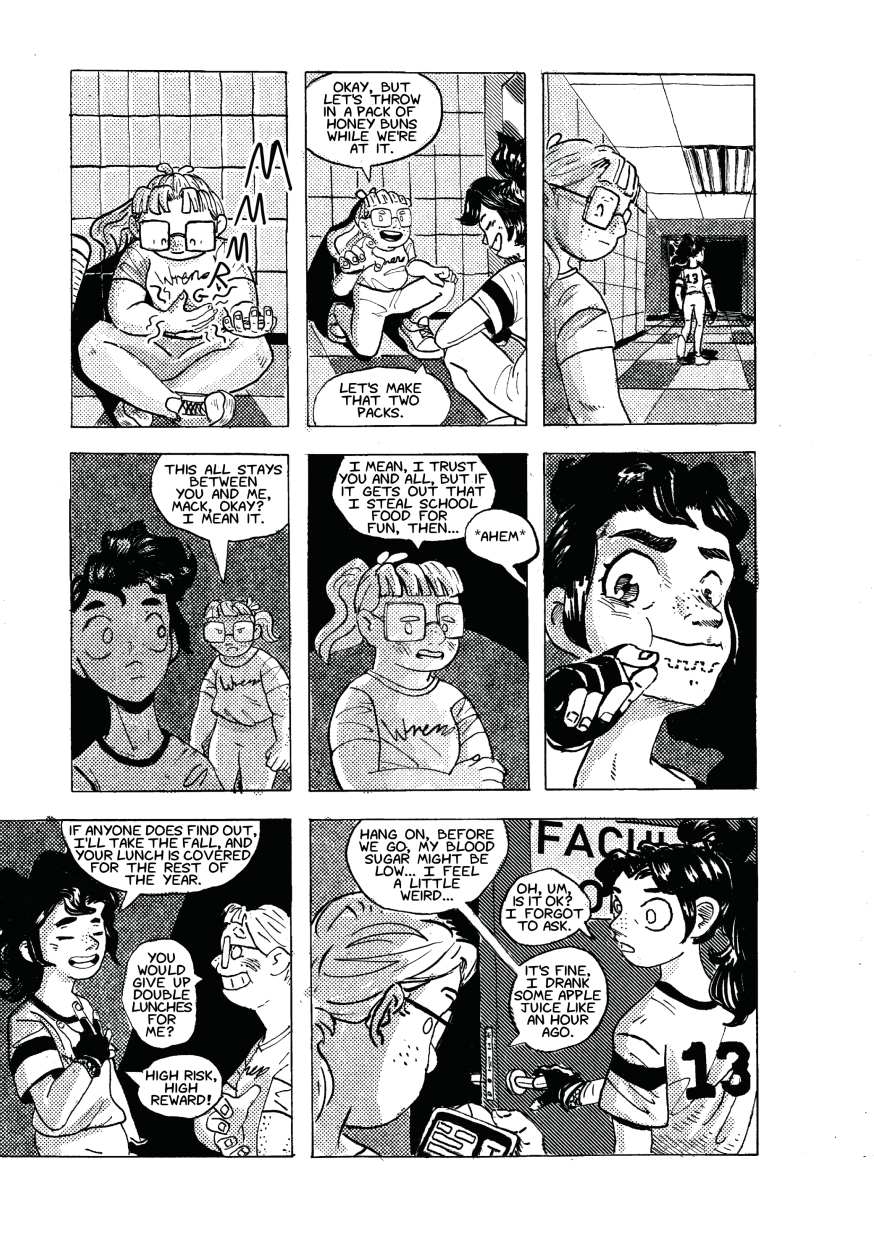 M
M
M
R
G
Wrens
OKAY, BUT
LET'S THROW
IN A PACK OF
HONEY BUNS
WHILE WE'RE
AT IT.
LET'S MAKE
THAT TWO
PACKS.
13
THIS ALL STAYS
BETWEEN
YOU AND ME,
MACK, OKAY?
I MEAN IT.
Wrens
I MEAN, I TRUST
YOU AND ALL, BUT IF
IT GETS OUT THAT
I STEAL SCHOOL
FOOD FOR
FUN, THEN...
*AHEM*
Wrens
IF ANYONE DOES FIND OUT,
I'LL TAKE THE FALL, AND
YOUR LUNCH IS COVERED
FOR THE REST OF
THE YEAR.
YOU
WOULD
GIVE UP
DOUBLE
LUNCHES
FOR
ME?
HIGH RISK,
HIGH
REWARD!
HANG ON, BEFORE
WE GO, MY BLOOD
SUGAR MIGHT BE
LOW... I FEEL
A LITTLE
WEIRD...
OH, UM,
IS IT OK?
I FORGOT
TO ASK.
IT'S FINE,
I DRANK
SOME APPLE
JUICE LIKE
AN HOUR
AGO.
13